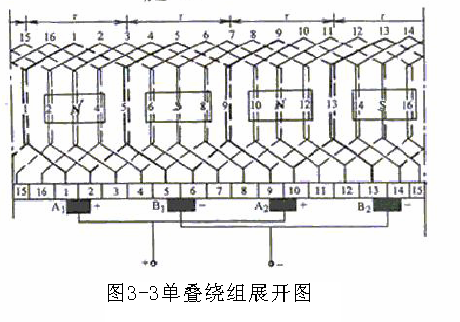 τ τ τ τ
15 16 1 2 3 4 5 6 7 8 9 10 11 12 13 14
N 4 5 6 S 8 9 10 N 12 13 14 S 16
15 16 1 2 3 4 5 6 7 8 9 10 11 12 13 14 15
A1 + B1 − A2 + B2 −
+ −
图3-3单叠绕组展开图